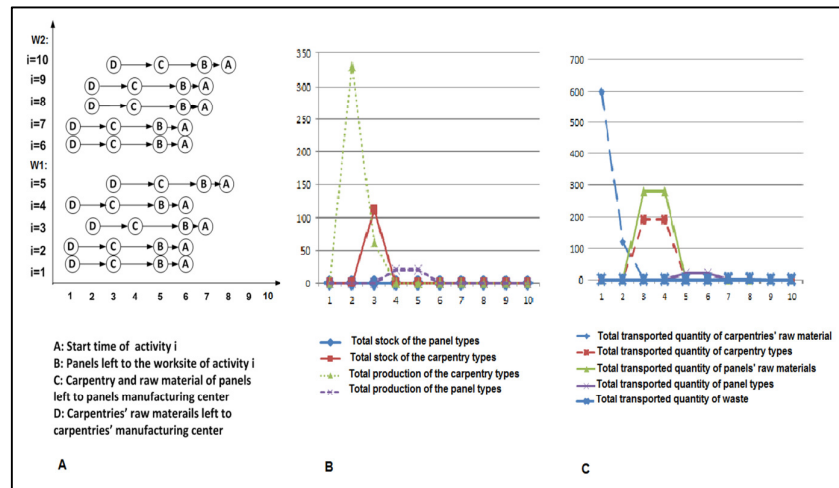 W2:
i=10
D C B A
i=9
D C B A
i=8
D C B A
i=7
D C B A
i=6
D C B A
W1:
i=5
D C B A
i=4
D C B A
i=3
D C B A
i=2
D C B A
i=1
D C B A
1 2 3 4 5 6 7 8 9 10
A: Start time of activity i
B: Panels left to the worksite of activity i
C: Carpentry and raw material of panels
left to panels manufacturing center
D: Carpentries' raw materails left to
carpentries' manufacturing center
A
B
350
300
250
200
150
100
50
0
1 2 3 4 5 6 7 8 9 10
Total stock of the panel types
Total stock of the carpentry types
Total production of the carpentry types
Total production of the panel types
B
C
700
600
500
400
300
200
100
0
1 2 3 4 5 6 7 8 9 10
Total transported quantity of carpentries' raw material
Total transported quantity of carpentry types
Total transported quantity of panels' raw materials
Total transported quantity of panel types
Total transported quantity of waste
C